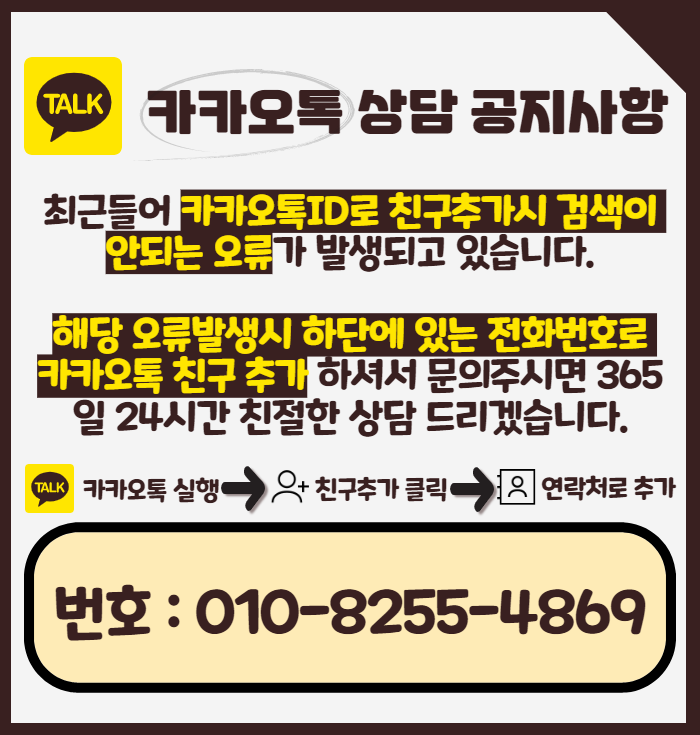 TALK
카카오톡 상담 공지사항
최근들어 카카오톡ID로 친구추가시 검색이
안되는 오류가 발생되고 있습니다.
해당 오류발생시 하단에 있는 전화번호로
카카오톡 친구 추가 하셔서 문의주시면 365
일 24시간 친절한 상담 드리겠습니다.
TALK 카카오톡 실행 친구추가 클릭 연락처로 추가
번호 : 010-8255-4869